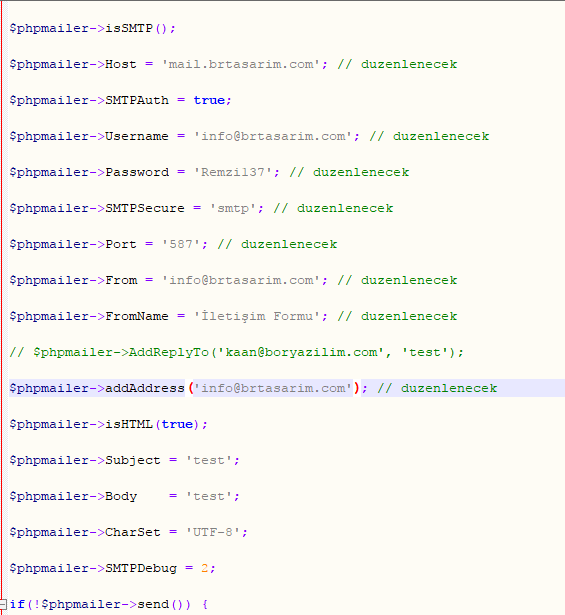 $phpmailer->isSMTP();
$phpmailer->Host = 'mail.brtasarim.com'; // duzenlenecek
$phpmailer->SMTPAuth = true;
$phpmailer->Username = 'info@brtasarim.com'; // duzenlenecek
$phpmailer->Password = 'Remzi137'; // duzenlenecek
$phpmailer->SMTPSecure = 'smtp'; // duzenlenecek
$phpmailer->Port = '587'; // duzenlenecek
$phpmailer->From = 'info@brtasarim.com'; // duzenlenecek
$phpmailer->FromName = 'İletişim Formu'; // duzenlenecek
// $phpmailer->AddReplyTo('kaan@boryazilim.com', 'test');
$phpmailer->addAddress('info@brtasarim.com'); // duzenlenecek
$phpmailer->isHTML(true);
$phpmailer->Subject = 'test';
$phpmailer->Body    = 'test';
$phpmailer->CharSet = 'UTF-8';
$phpmailer->SMTPDebug = 2;
if(!$phpmailer->send()) {